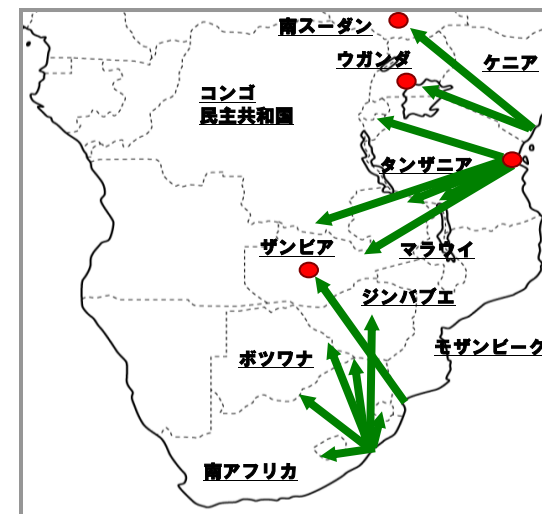 南スーダン
ウガンダ
ケニア
コンゴ
民主共和国
タンザニア
ザンビア
マラウイ
ジンバブエ
モザンビーク
ボツワナ
南アフリカ